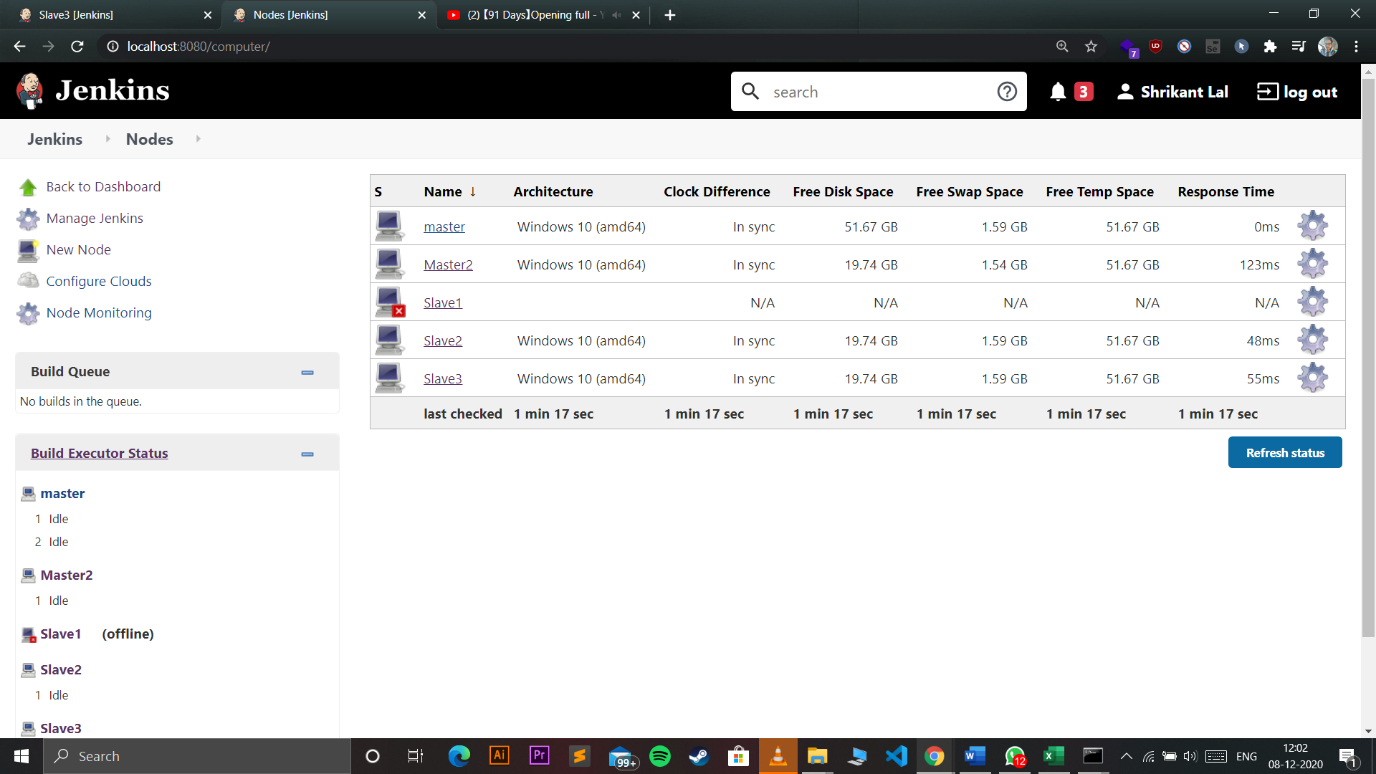 Slave3 [Jenkins]
Nodes [Jenkins]
(2) 【91 Days】Opening full - Y
localhost:8080/computer/
7
Jenkins
search
3
Shrikant Lal
log out
Jenkins
Nodes
Back to Dashboard
Manage Jenkins
New Node
Configure Clouds
Node Monitoring
Build Queue
No builds in the queue.
Build Executor Status
master
1 Idle
2 Idle
Master2
1 Idle
Slave1 (offline)
Slave2
1 Idle
Slave3
S Name ↓ Architecture Clock Difference Free Disk Space Free Swap Space Free Temp Space Response Time
master Windows 10 (amd64) In sync 51.67 GB 1.59 GB 51.67 GB 0ms
Master2 Windows 10 (amd64) In sync 19.74 GB 1.54 GB 51.67 GB 123ms
Slave1 N/A N/A N/A N/A N/A
Slave2 Windows 10 (amd64) In sync 19.74 GB 1.59 GB 51.67 GB 48ms
Slave3 Windows 10 (amd64) In sync 19.74 GB 1.59 GB 51.67 GB 55ms
last checked 1 min 17 sec 1 min 17 sec 1 min 17 sec 1 min 17 sec 1 min 17 sec 1 min 17 sec
Refresh status
Search
Ai
Pr
99+
12
ENG
12:02
08-12-2020
1